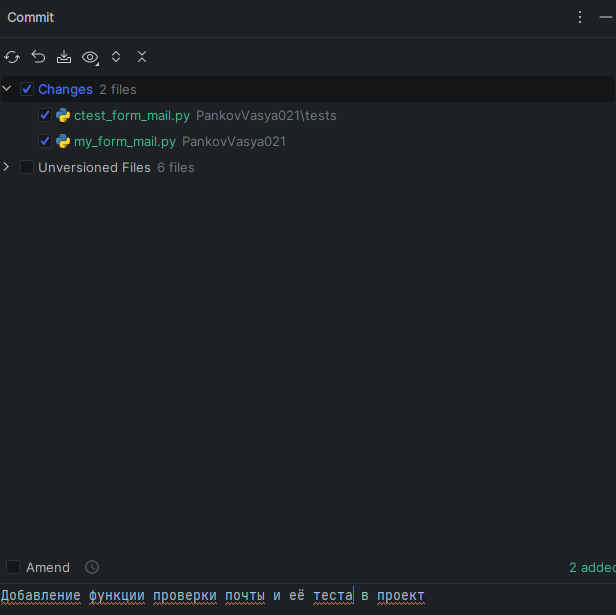 Commit
Changes 2 files
ctest_form_mail.py PankovVasya021\tests
my_form_mail.py PankovVasya021
Unversioned Files 6 files
Amend 2 added
Добавление функции проверки почты и её теста в проект